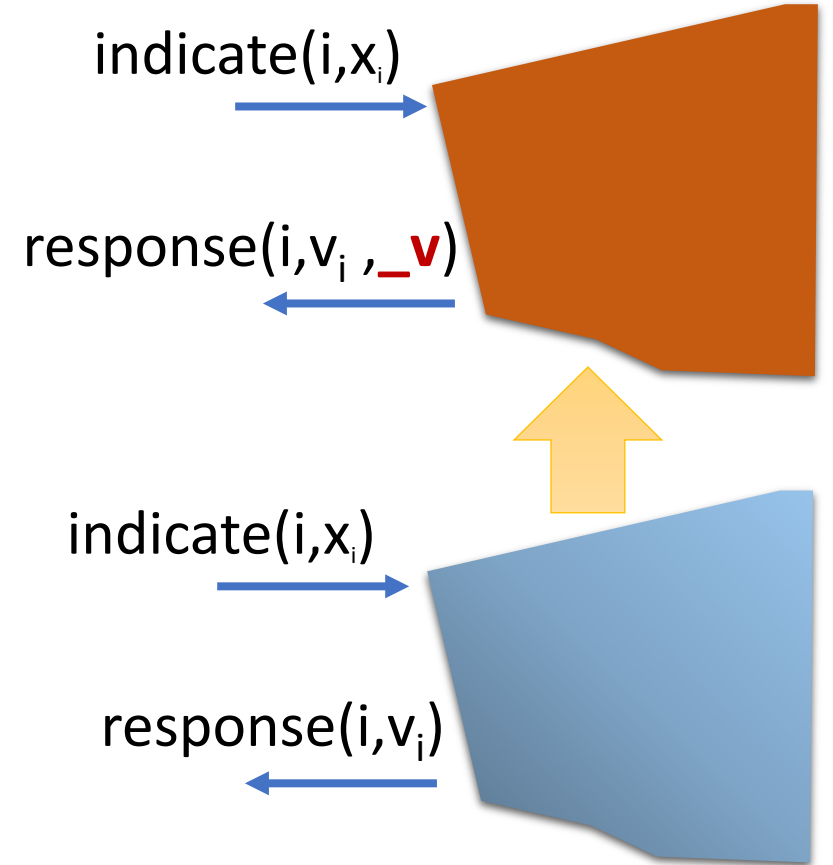 indicate(i,xᵢ)
response(i,vᵢ ,_v)
indicate(i,xᵢ)
response(i,vᵢ)